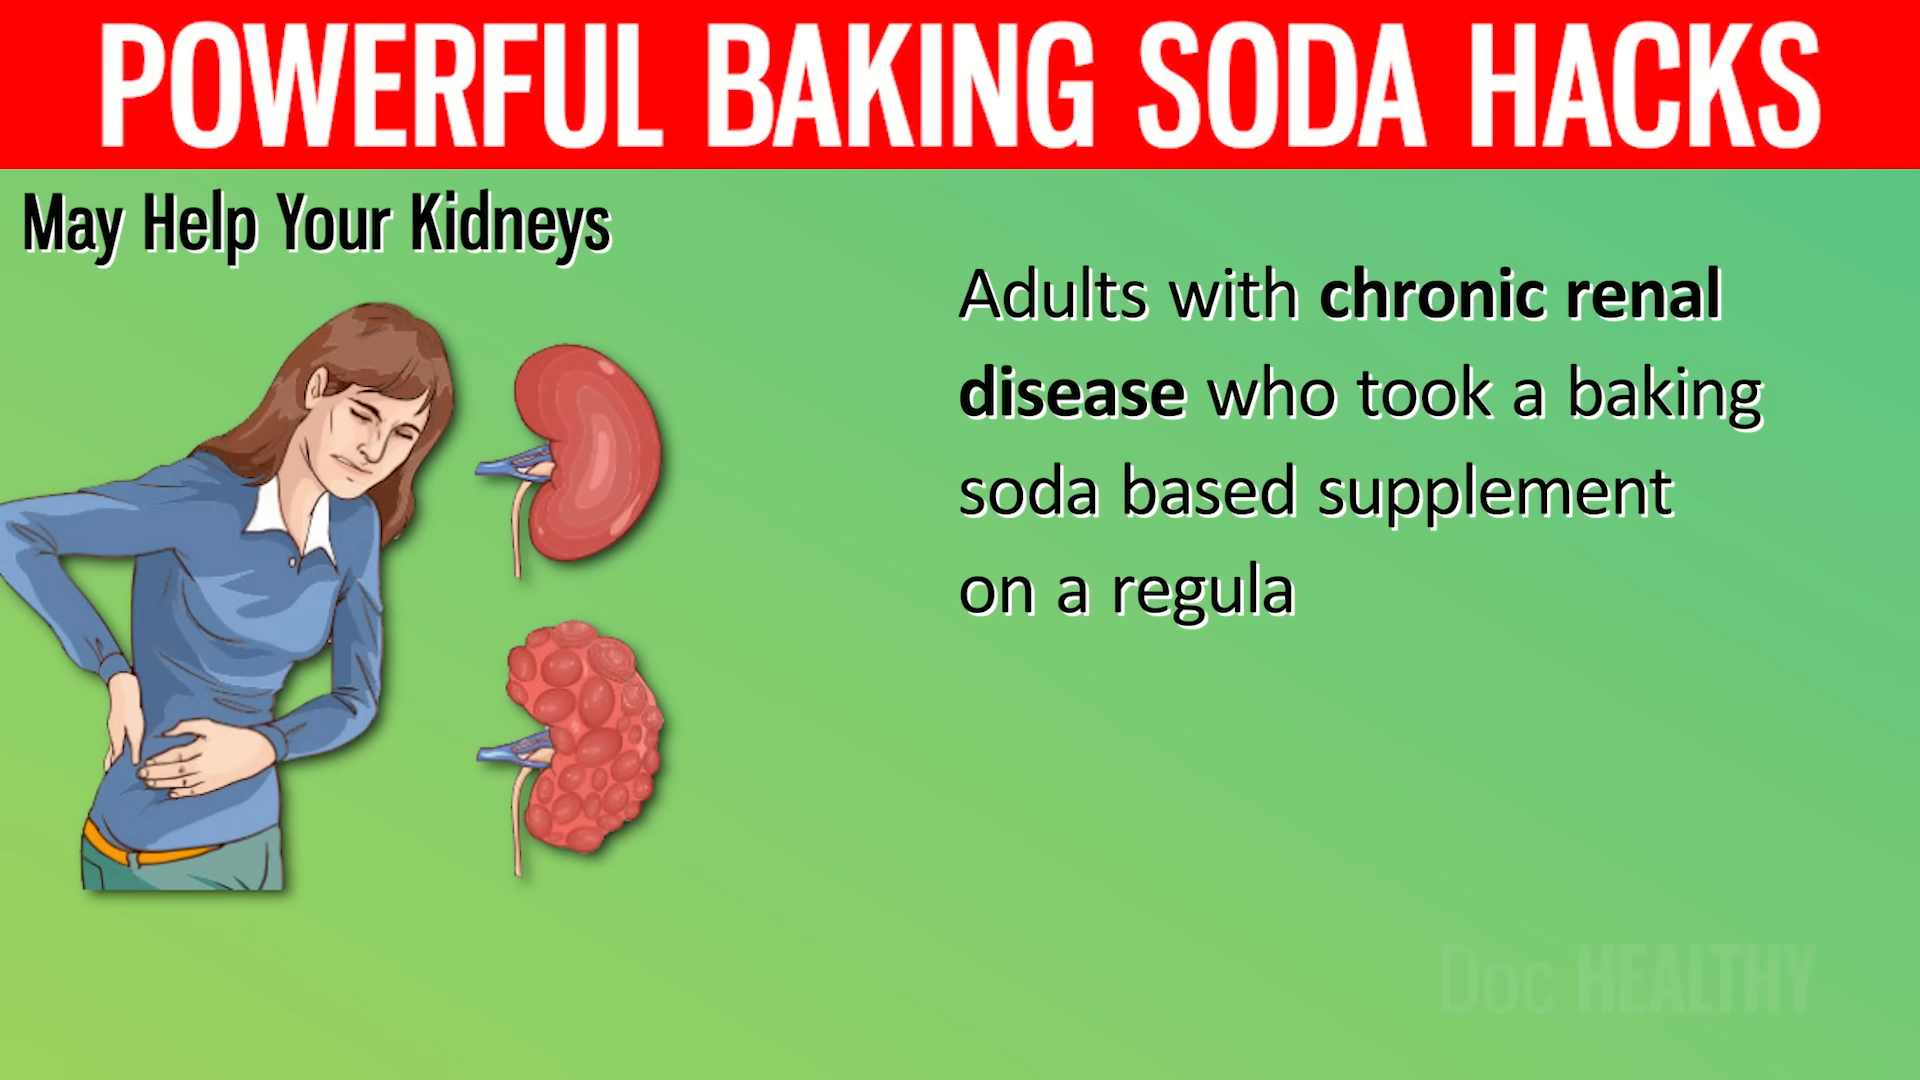 POWERFUL BAKING SODA HACKS
May Help Your Kidneys
Adults with chronic renal
disease who took a baking
soda based supplement
on a regula
Doc HEALTHY